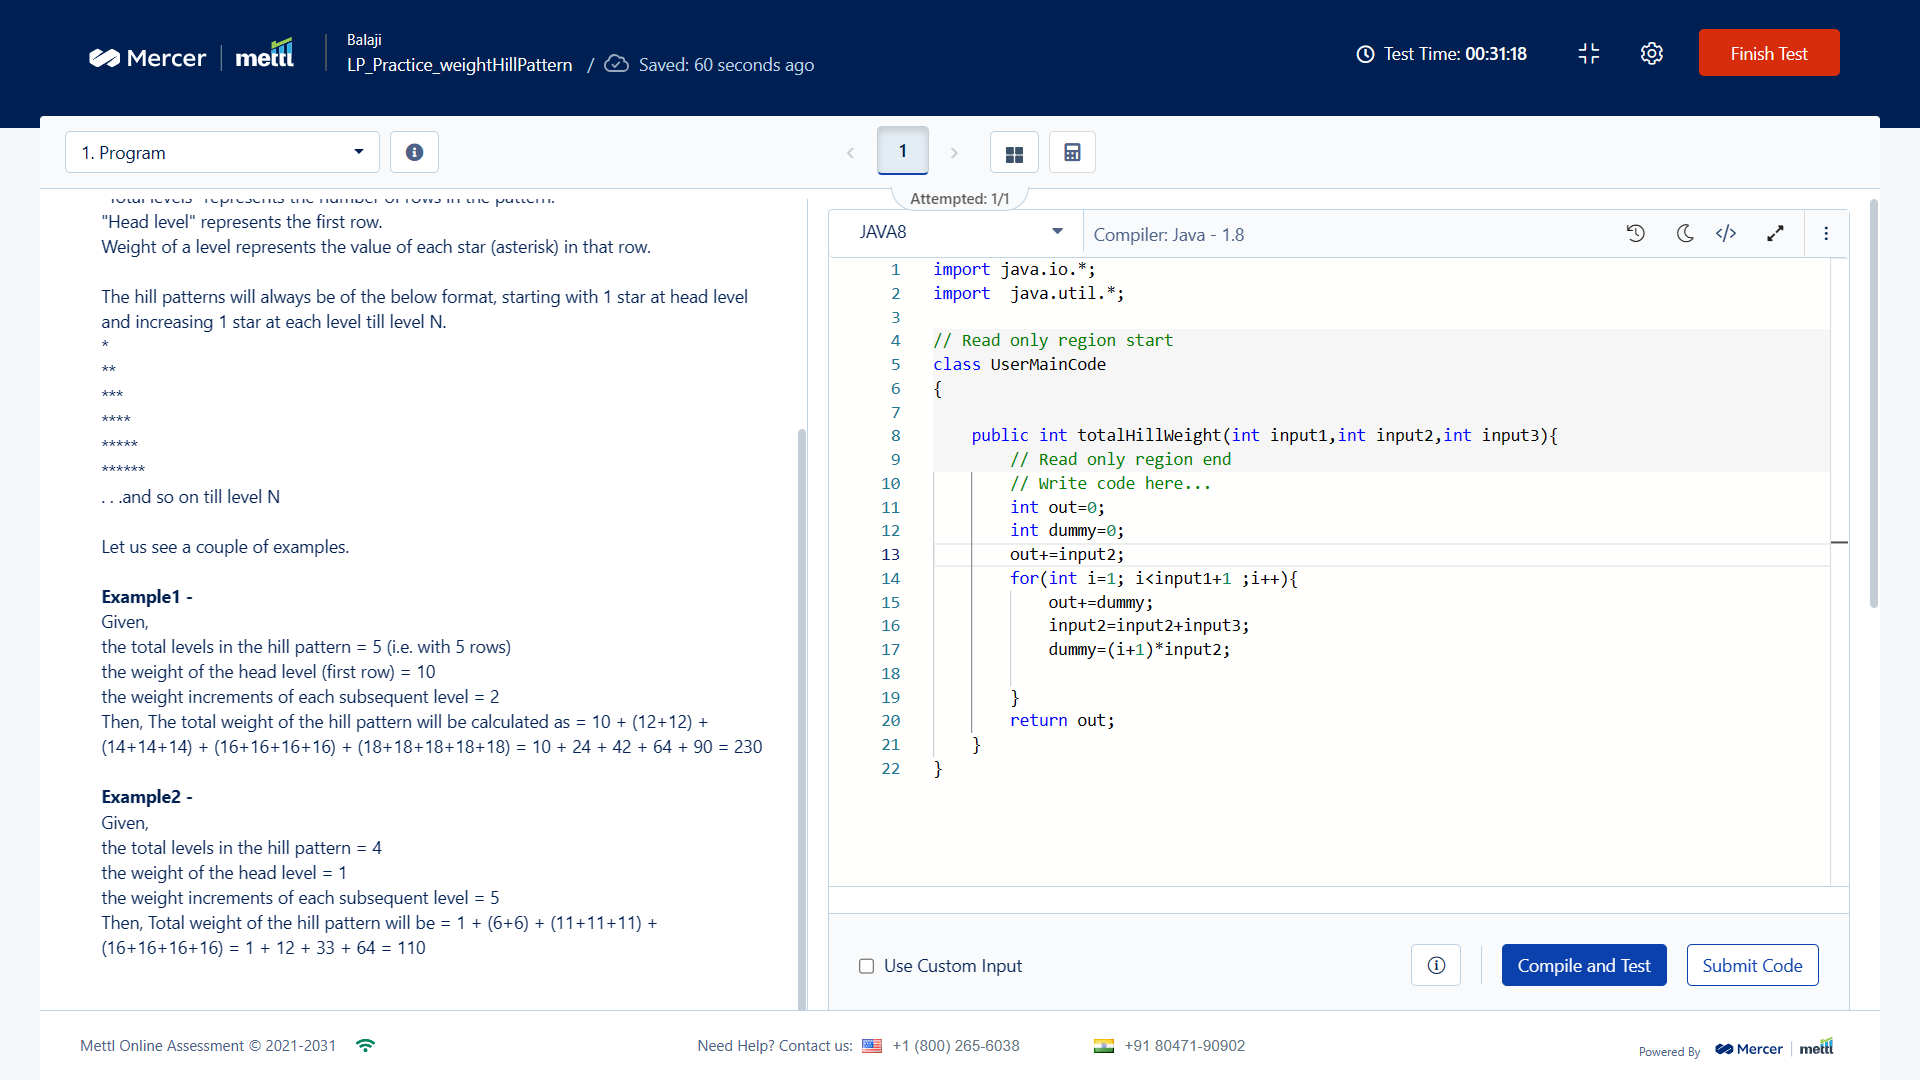 Mercer | mettl
Balaji
LP_Practice_weightHillPattern / Saved: 60 seconds ago
Test Time: 00:31:18
Finish Test
1. Program
1
Attempted: 1/1
"Total levels" represents the number of rows in the pattern.
"Head level" represents the first row.
Weight of a level represents the value of each star (asterisk) in that row.
The hill patterns will always be of the below format, starting with 1 star at head level
and increasing 1 star at each level till level N.
*
**
***
****
*****
******
. . .and so on till level N
Let us see a couple of examples.
Example1 -
Given,
the total levels in the hill pattern = 5 (i.e. with 5 rows)
the weight of the head level (first row) = 10
the weight increments of each subsequent level = 2
Then, The total weight of the hill pattern will be calculated as = 10 + (12+12) +
(14+14+14) + (16+16+16+16) + (18+18+18+18+18) = 10 + 24 + 42 + 64 + 90 = 230
Example2 -
Given,
the total levels in the hill pattern = 4
the weight of the head level = 1
the weight increments of each subsequent level = 5
Then, Total weight of the hill pattern will be = 1 + (6+6) + (11+11+11) +
(16+16+16+16) = 1 + 12 + 33 + 64 = 110
JAVA8
Compiler: Java - 1.8
</>
1 import java.io.*;
2 import  java.util.*;
3
4 // Read only region start
5 class UserMainCode
6 {
7
8     public int totalHillWeight(int input1,int input2,int input3){
9         // Read only region end
10         // Write code here...
11         int out=0;
12         int dummy=0;
13         out+=input2;
14         for(int i=1; i<input1+1 ;i++){
15             out+=dummy;
16             input2=input2+input3;
17             dummy=(i+1)*input2;
18
19         }
20         return out;
21     }
22 }
Use Custom Input
Compile and Test
Submit Code
Mettl Online Assessment © 2021-2031
Need Help? Contact us: +1 (800) 265-6038
+91 80471-90902
Powered By Mercer | mettl